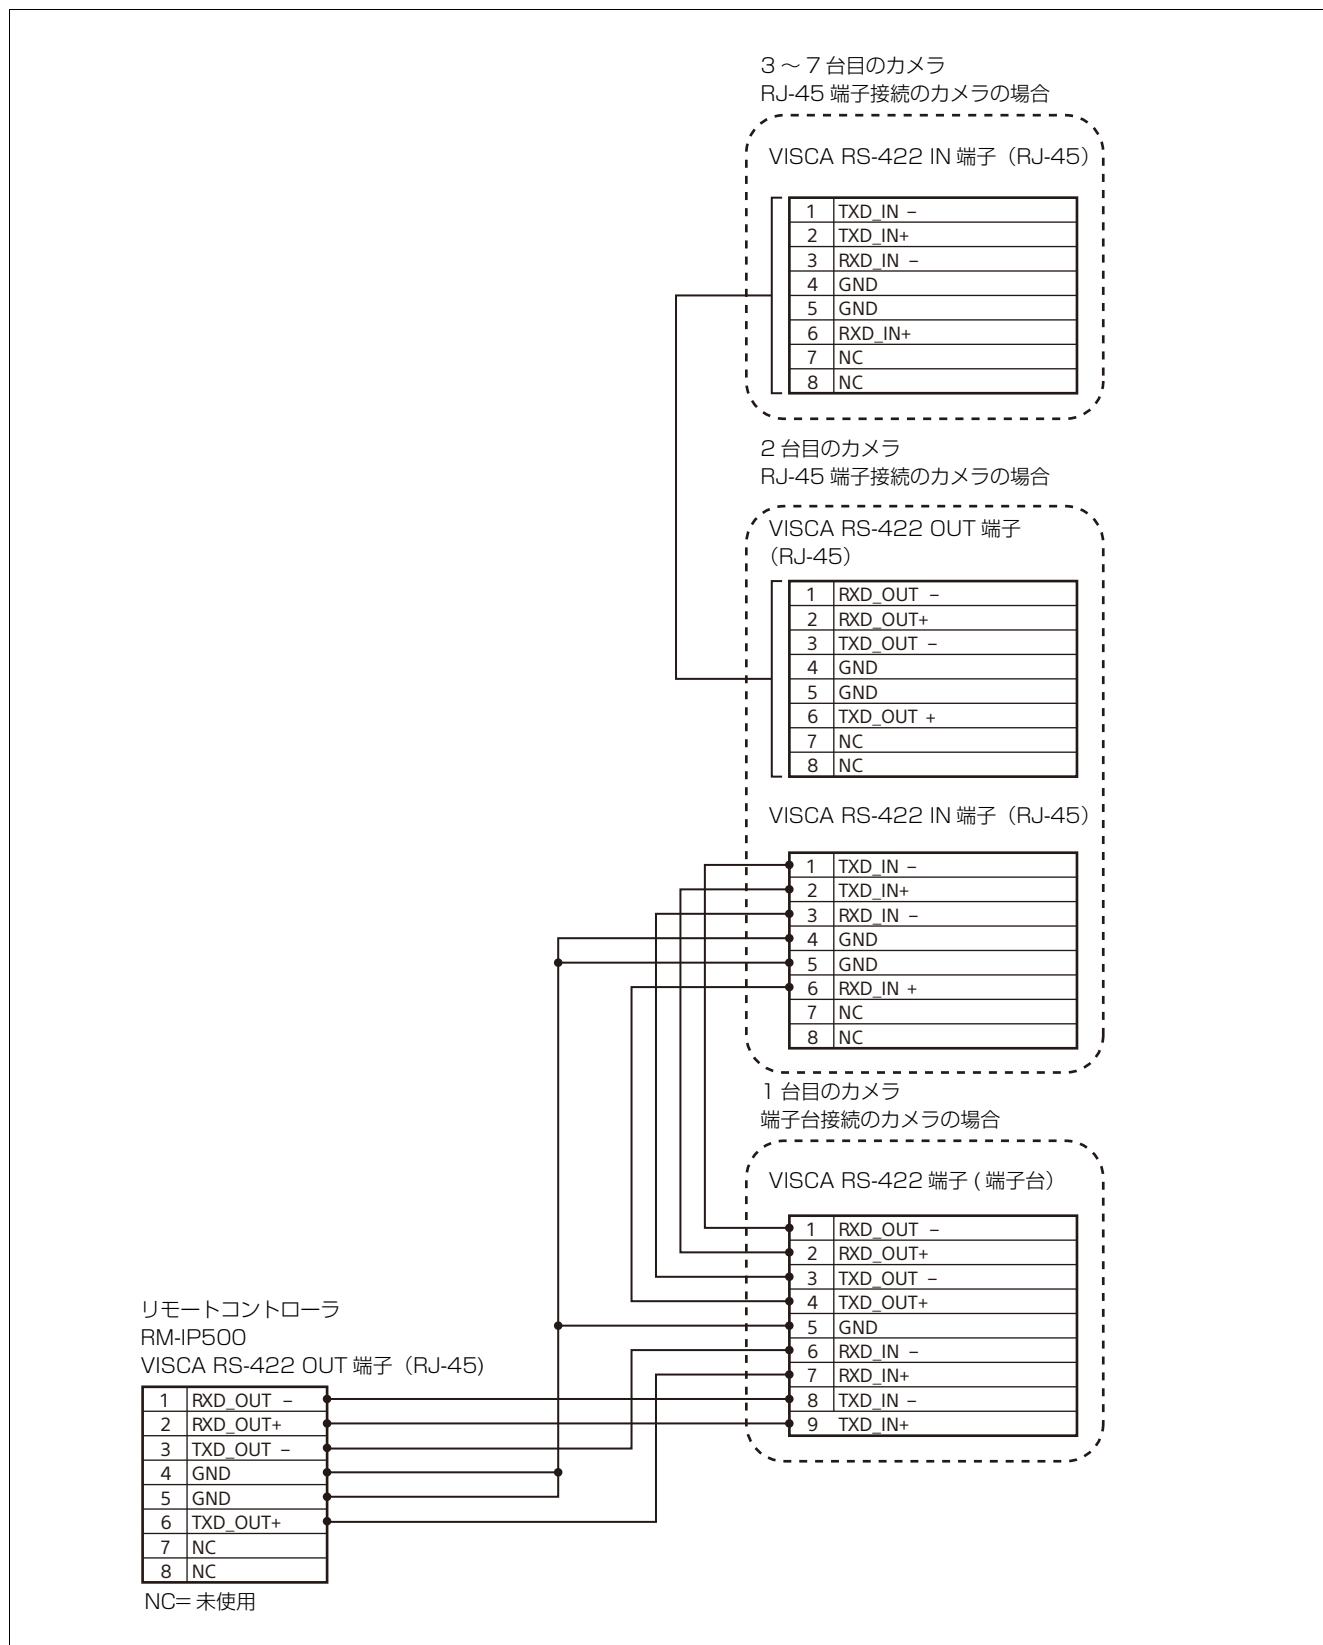 3 ～ 7 台目のカメラ
RJ-45 端子接続のカメラの場合
VISCA RS-422 IN 端子（RJ-45）
1 TXD_IN −
2 TXD_IN+
3 RXD_IN −
4 GND
5 GND
6 RXD_IN+
7 NC
8 NC
2 台目のカメラ
RJ-45 端子接続のカメラの場合
VISCA RS-422 OUT 端子
（RJ-45）
1 RXD_OUT −
2 RXD_OUT+
3 TXD_OUT −
4 GND
5 GND
6 TXD_OUT +
7 NC
8 NC
VISCA RS-422 IN 端子（RJ-45）
1 TXD_IN −
2 TXD_IN+
3 RXD_IN −
4 GND
5 GND
6 RXD_IN +
7 NC
8 NC
1 台目のカメラ
端子台接続のカメラの場合
VISCA RS-422 端子 ( 端子台）
1 RXD_OUT −
2 RXD_OUT+
3 TXD_OUT −
4 TXD_OUT+
5 GND
6 RXD_IN −
7 RXD_IN+
8 TXD_IN −
9 TXD_IN+
リモートコントローラ
RM-IP500
VISCA RS-422 OUT 端子（RJ-45)
1 RXD_OUT −
2 RXD_OUT+
3 TXD_OUT −
4 GND
5 GND
6 TXD_OUT+
7 NC
8 NC
NC= 未使用